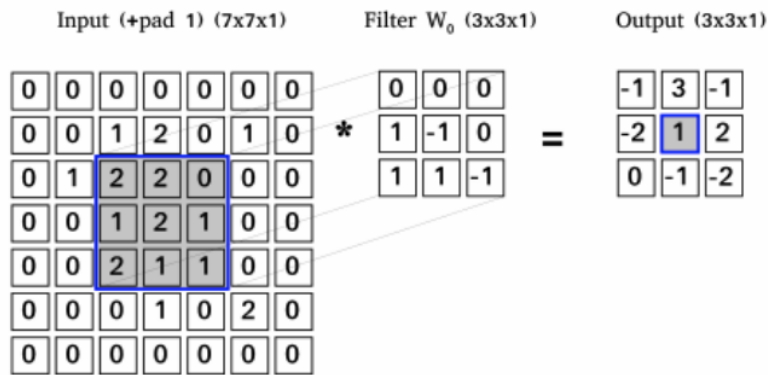 Input (+pad 1) (7x7x1) Filter W₀ (3x3x1) Output (3x3x1)
0 0 0 0 0 0 0 0 0 0 -1 3 -1
0 0 1 2 0 1 0 * 1 -1 0 = -2 1 2
0 1 2 2 0 0 0 1 1 -1 0 -1 -2
0 0 1 2 1 0 0
0 0 2 1 1 0 0
0 0 0 1 0 2 0
0 0 0 0 0 0 0